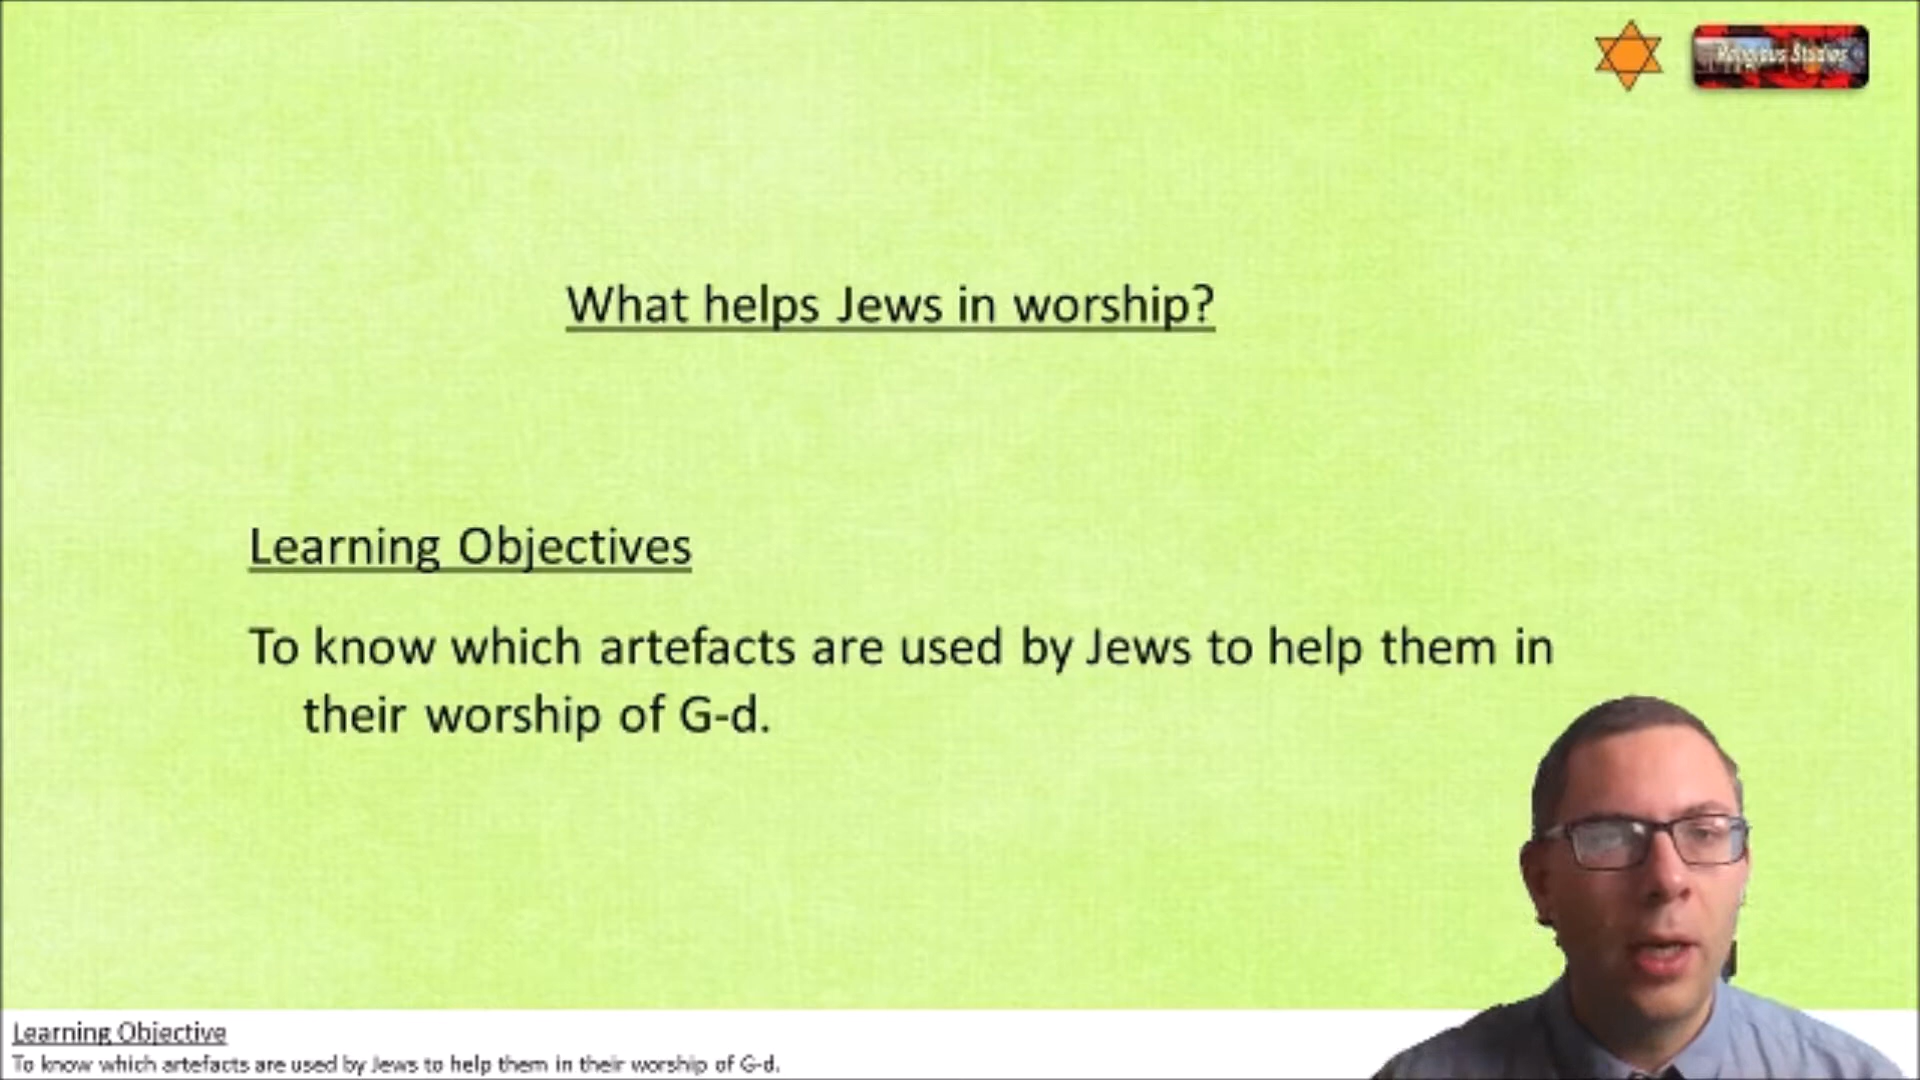 Religious Studies
What helps Jews in worship?
Learning Objectives
To know which artefacts are used by Jews to help them in
their worship of G-d.
Learning Objective
To know which artefacts are used by Jews to help them in their worship of G-d.